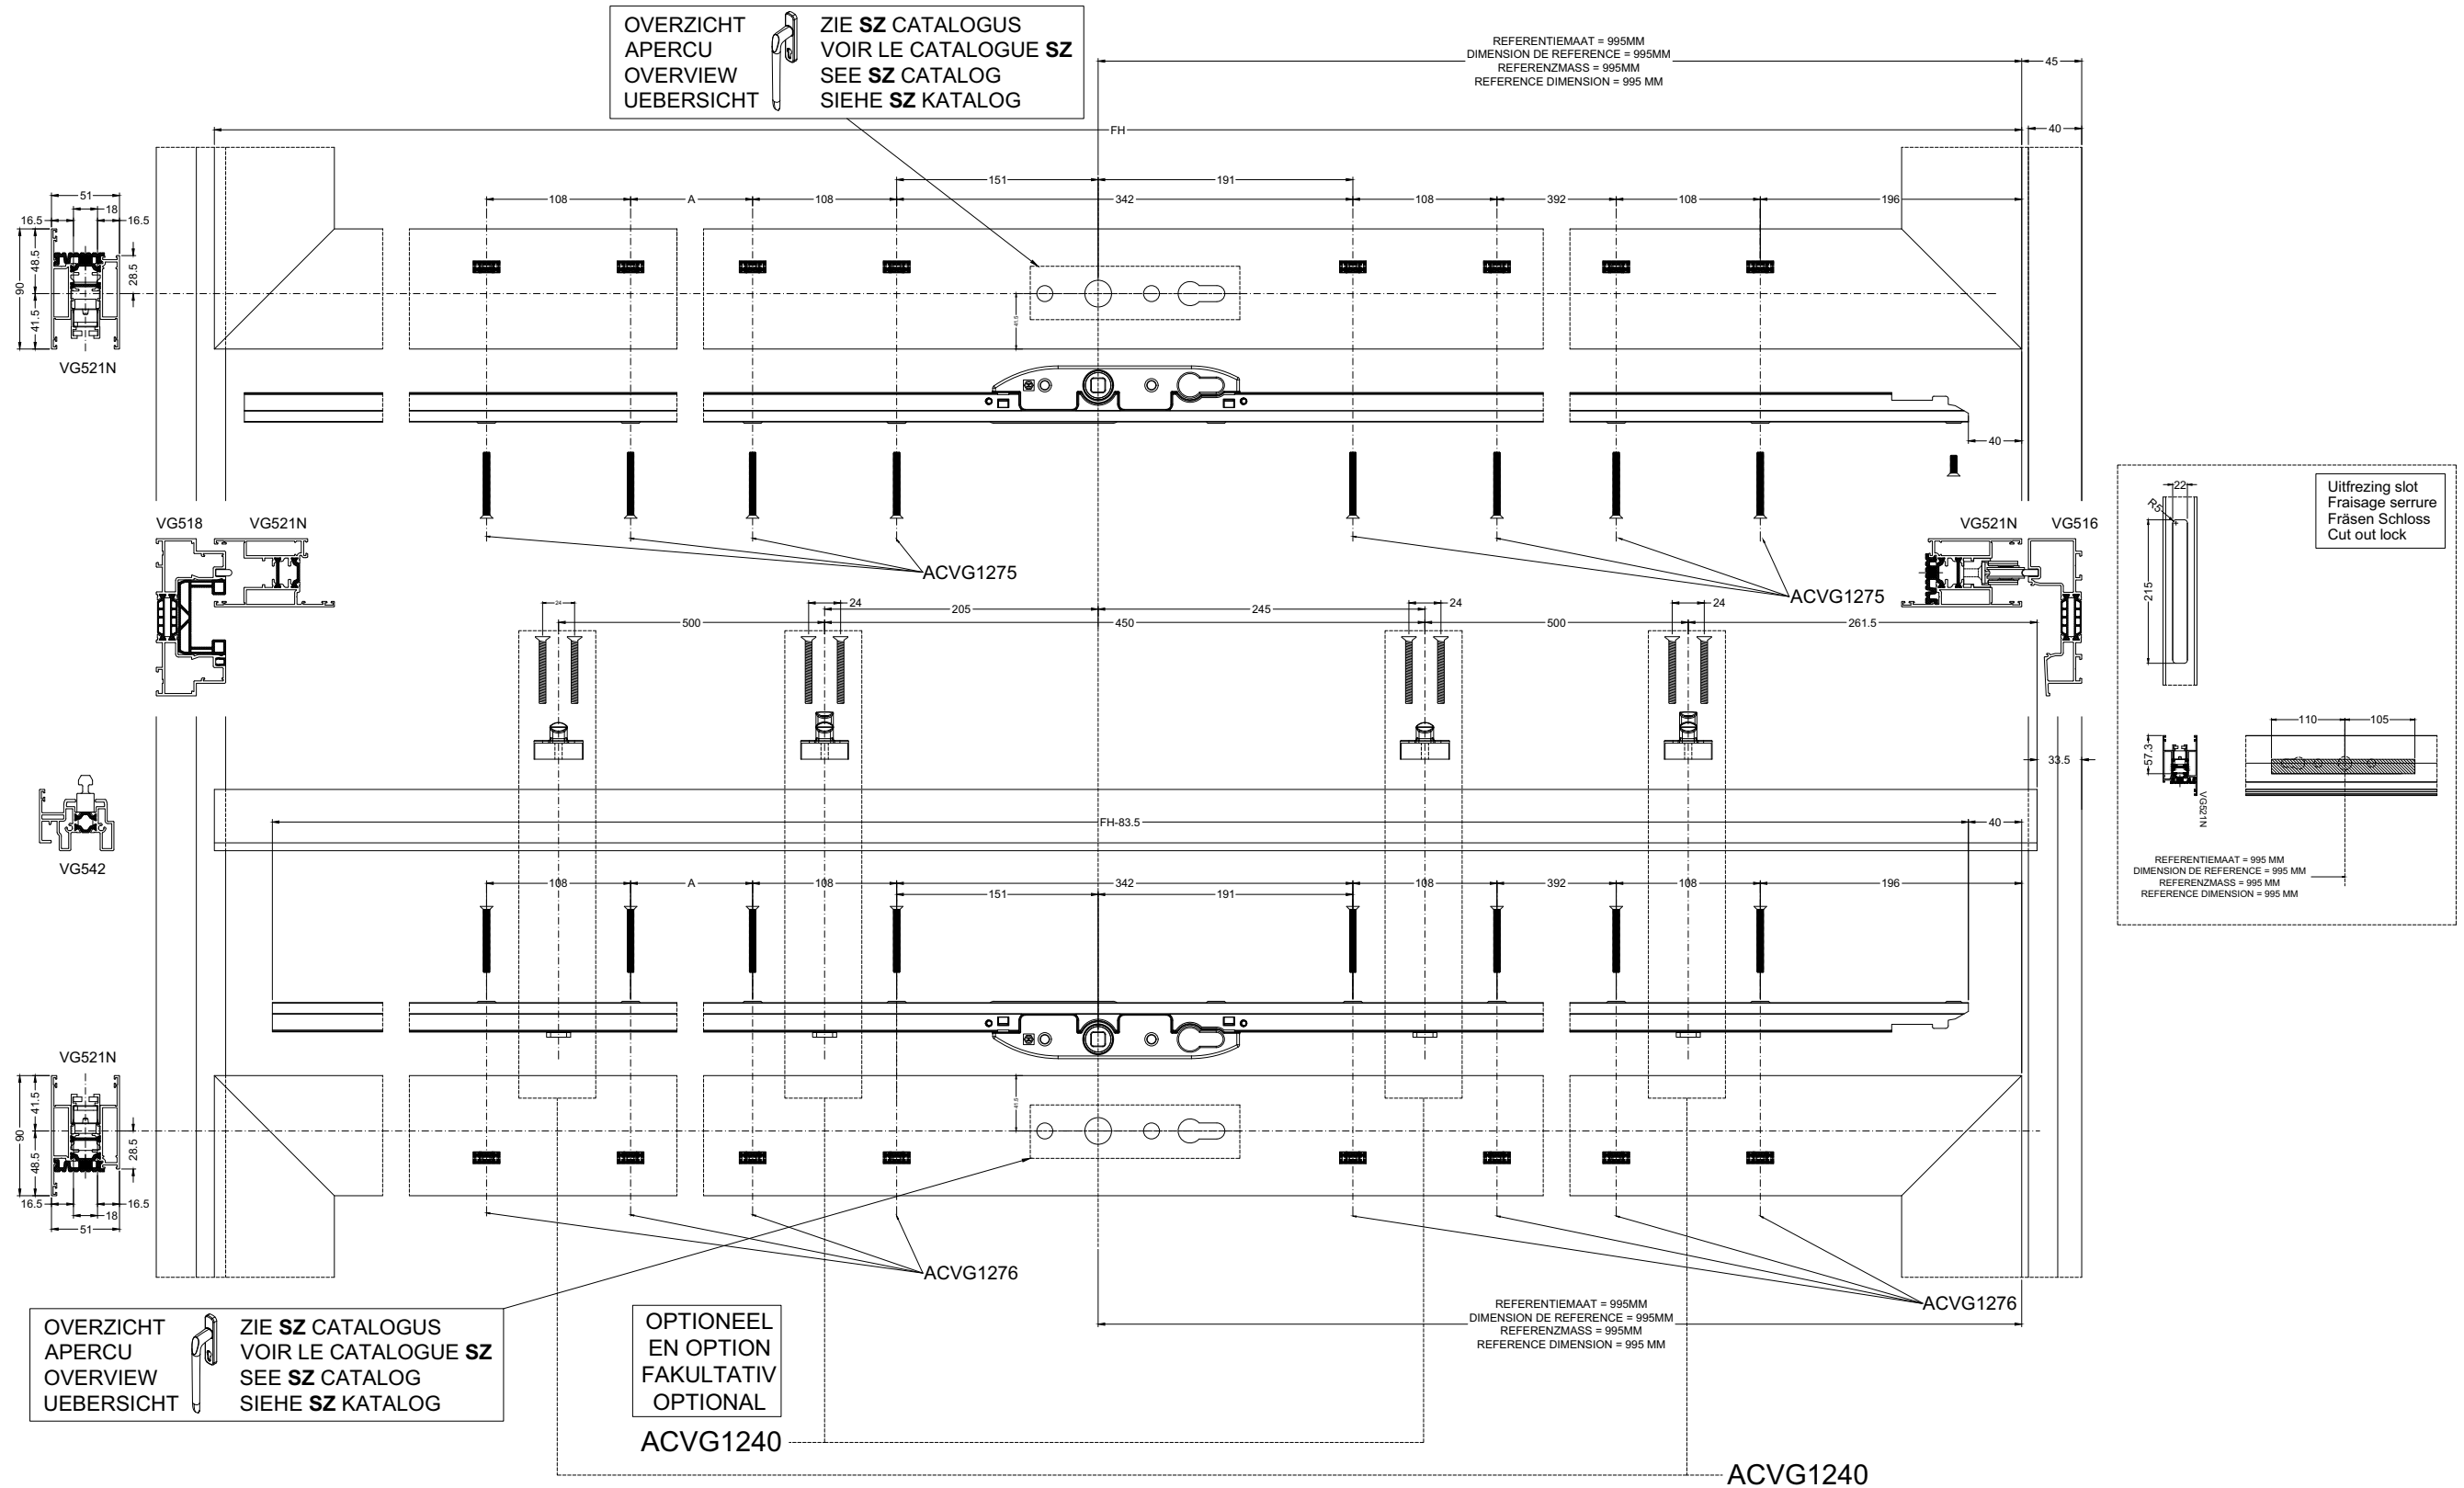 OVERZICHT ZIE SZ CATALOGUS
APERCU VOIR LE CATALOGUE SZ
OVERVIEW SEE SZ CATALOG
UEBERSICHT SIEHE SZ KATALOG
REFERENTIEMAAT = 995MM
DIMENSION DE REFERENCE = 995MM
REFERENZMASS = 995MM
REFERENCE DIMENSION = 995 MM
45
FH
40
151 191
108 A 108 342 108 392 108 196
51
18
16.5 16.5
48.5
28.5
90
41.5
41.5
VG521N
40
ACVG1275
ACVG1275
VG518 VG521N
VG521N VG516
24 24 205 245 24 24
500 450 500 261.5
33.5
VG542
FH-83.5 40
108 A 108 342 108 392 108 196
151 191
VG521N
41.5
90
48.5
28.5
16.5 16.5
18
51
41.5
ACVG1276
ACVG1276
OVERZICHT ZIE SZ CATALOGUS
APERCU VOIR LE CATALOGUE SZ
OVERVIEW SEE SZ CATALOG
UEBERSICHT SIEHE SZ KATALOG
OPTIONEEL
EN OPTION
FAKULTATIV
OPTIONAL
ACVG1240
ACVG1240
REFERENTIEMAAT = 995MM
DIMENSION DE REFERENCE = 995MM
REFERENZMASS = 995MM
REFERENCE DIMENSION = 995 MM
Uitfrezing slot
Fraisage serrure
Fräsen Schloss
Cut out lock
22
R5
215
110 105
57.3
VG521N
REFERENTIEMAAT = 995 MM
DIMENSION DE REFERENCE = 995 MM
REFERENZMASS = 995 MM
REFERENCE DIMENSION = 995 MM